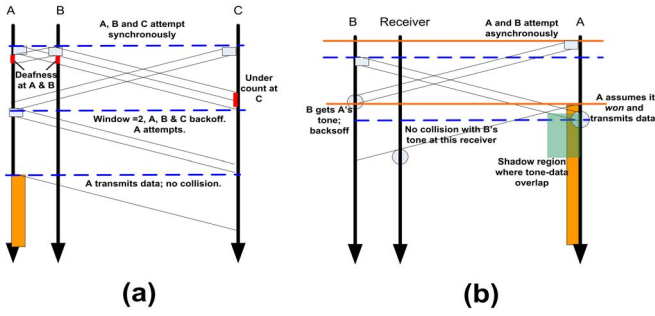 A B C
A, B and C attempt
synchronously
Deafness
at A & B
Under
count at
C
Window =2, A, B & C backoff.
A attempts.
A transmits data; no collision.
(a)
B Receiver A
A and B attempt
asynchronously
B gets A's
tone;
backoff
No collision with B's
tone at this receiver
A assumes it
won and
transmits data
Shadow region
where tone-data
overlap
(b)